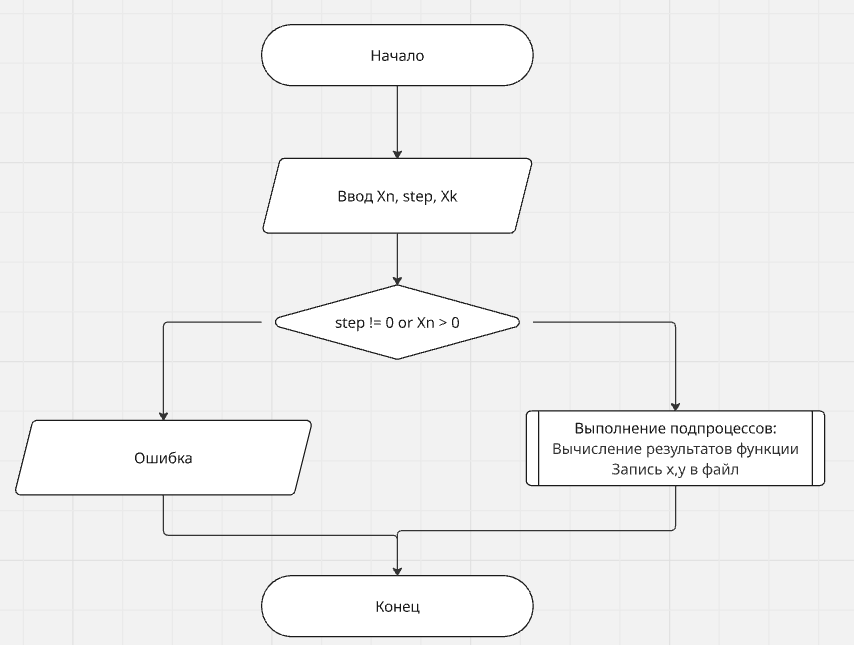 Начало
Ввод Xn, step, Xk
step != 0 or Xn > 0
Ошибка
Выполнение подпроцессов:
Вычисление результатов функции
Запись x,y в файл
Конец